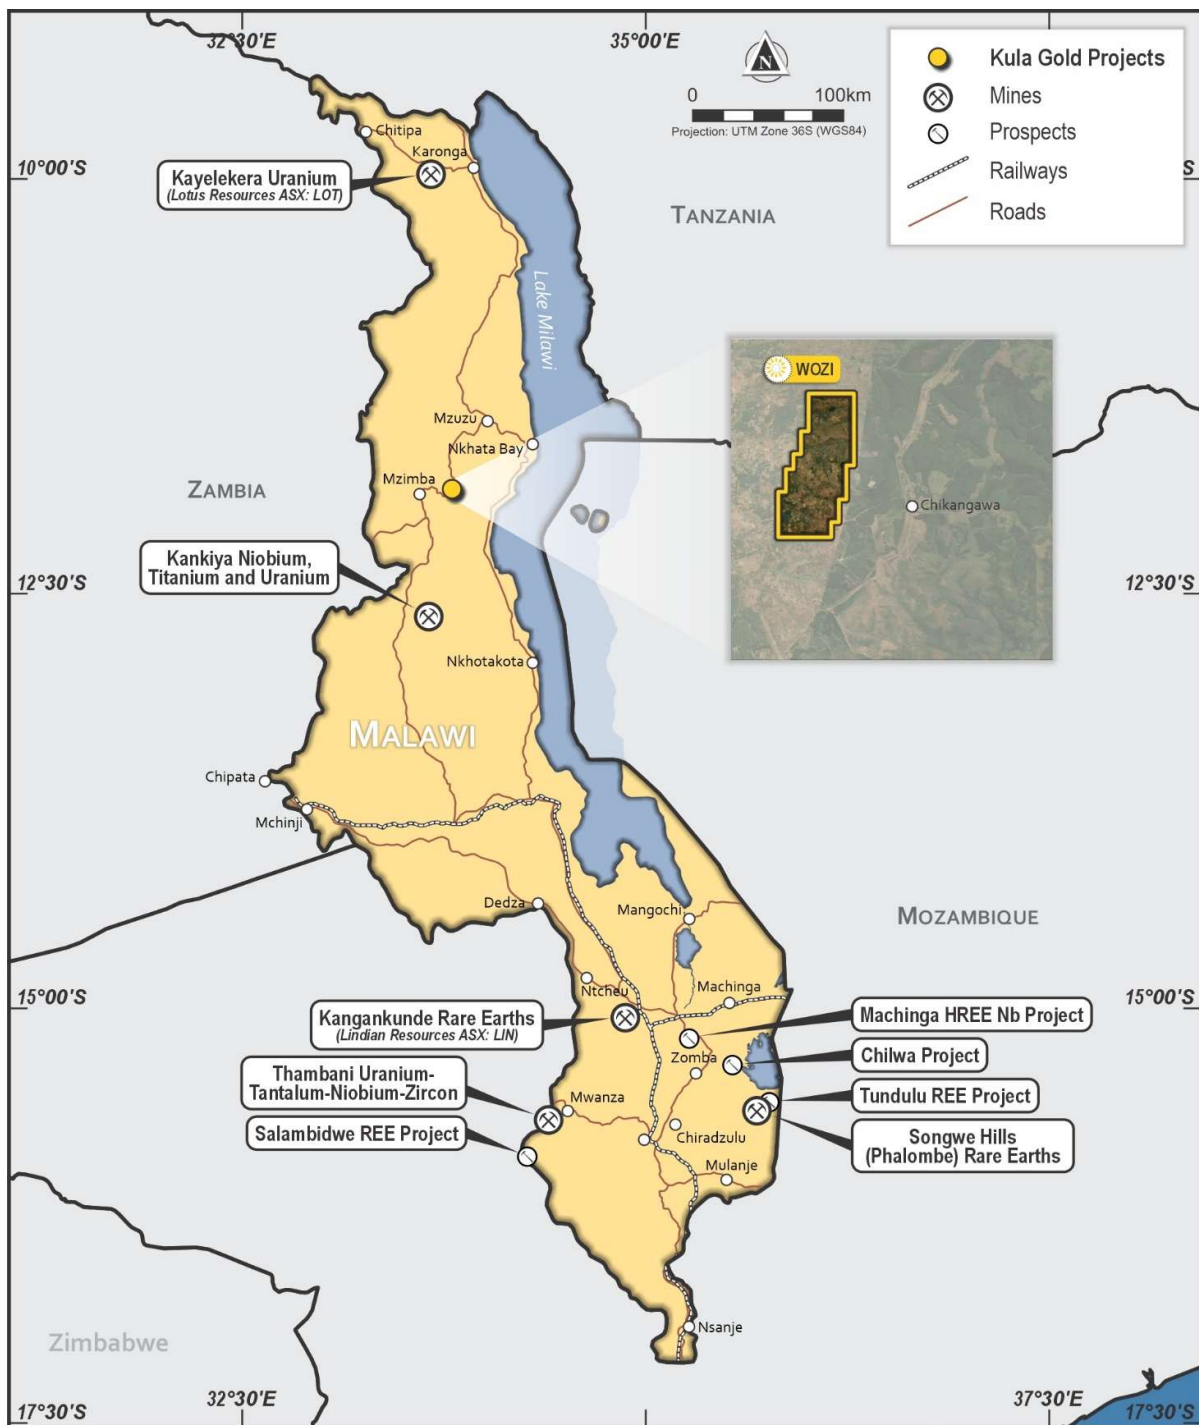 32°30'E
35°00'E
N
0 100km
Projection: UTM Zone 36S (WGS84)
Kula Gold Projects
Mines
Prospects
Railways
Roads
10°00'S
S
Chitipa
Karonga
Kayelekera Uranium
(Lotus Resources ASX: LOT)
TANZANIA
Lake Milawi
WOZI
Chikangawa
Mzuzu
Nkhata Bay
Mzimba
ZAMBIA
Kankiya Niobium,
Titanium and Uranium
12°30'S
12°30'S
Nkhotakota
MALAWI
Chipata
Mchinji
Dedza
Mangochi
MOZAMBIQUE
15°00'S
15°00'S
Ntcheu
Machinga
Kangankunde Rare Earths
(Lindian Resources ASX: LIN)
Machinga HREE Nb Project
Chilwa Project
Zomba
Thambani Uranium-
Tantalum-Niobium-Zircon
Mwanza
Tundulu REE Project
Salambidwe REE Project
Chiradzulu
Songwe Hills
(Phalombe) Rare Earths
Mulanje
Nsanje
Zimbabwe
32°30'E
35°00'E
37°30'E
17°30'S
17°30'S